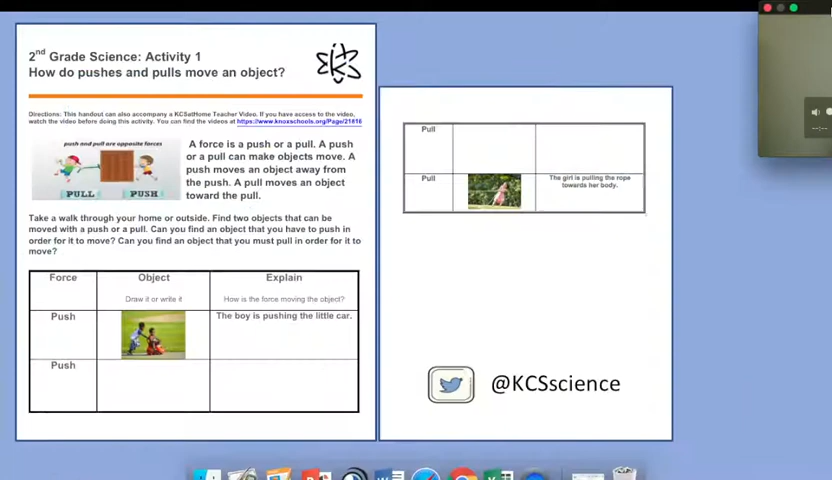 2nd Grade Science: Activity 1
How do pushes and pulls move an object?
KCS
Directions: This handout can also accompany a KCSatHome Teacher Video. If you have access to the video,
watch the video before doing this activity. You can find the videos at https://www.knoxschools.org/Page/21816
push and pull are opposite forces
PULL PUSH
A force is a push or a pull. A push
or a pull can make objects move. A
push moves an object away from
the push. A pull moves an object
toward the pull.
Take a walk through your home or outside. Find two objects that can be
moved with a push or a pull. Can you find an object that you have to push in
order for it to move? Can you find an object that you must pull in order for it to
move?
Force Object Explain
Draw it or write it How is the force moving the object?
Push The boy is pushing the little car.
Push
Pull
Pull The girl is pulling the rope
towards her body.
@KCSscience
--:--